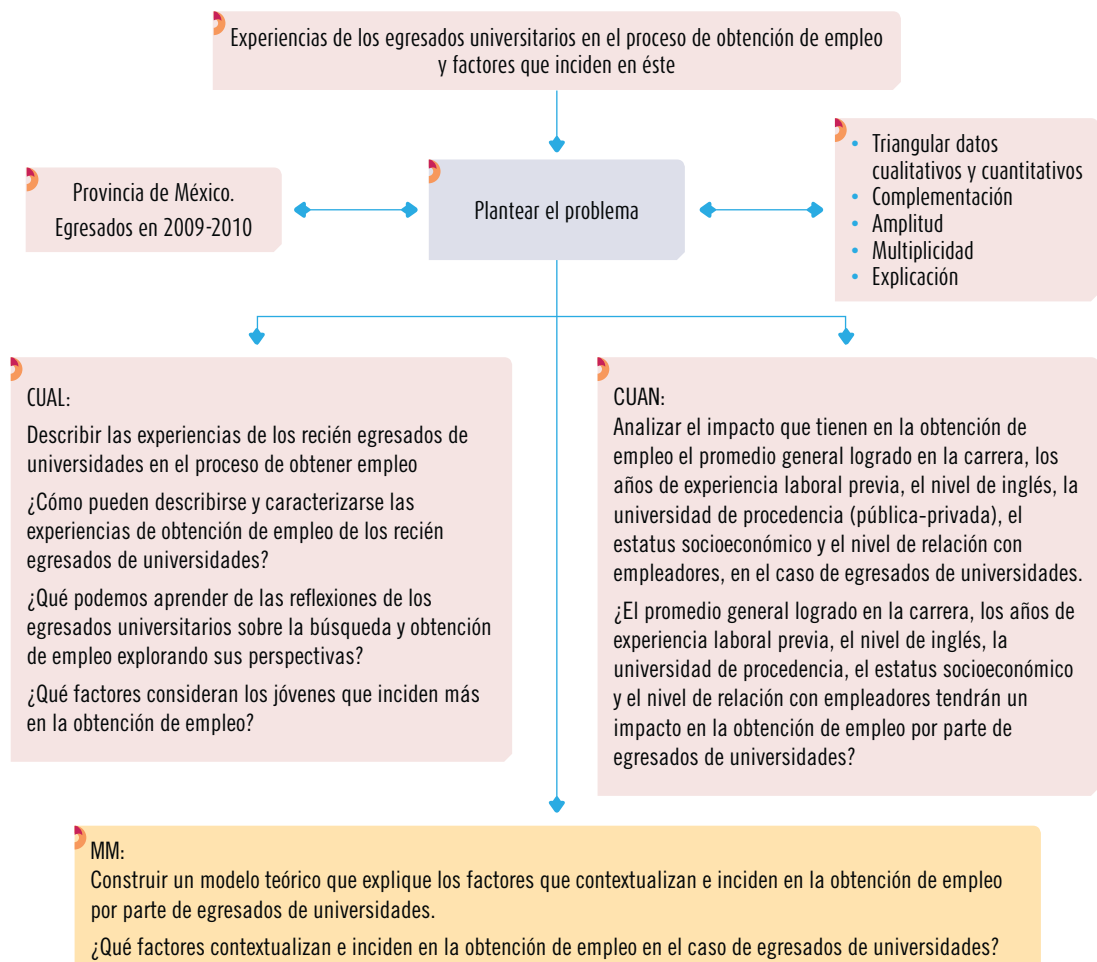 Experiencias de los egresados universitarios en el proceso de obtención de empleo
y factores que inciden en éste
Provincia de México.
Egresados en 2009-2010
Plantear el problema
• Triangular datos
cualitativos y cuantitativos
• Complementación
• Amplitud
• Multiplicidad
• Explicación
CUAL:
Describir las experiencias de los recién egresados de
universidades en el proceso de obtener empleo
¿Cómo pueden describirse y caracterizarse las
experiencias de obtención de empleo de los recién
egresados de universidades?
¿Qué podemos aprender de las reflexiones de los
egresados universitarios sobre la búsqueda y obtención
de empleo explorando sus perspectivas?
¿Qué factores consideran los jóvenes que inciden más
en la obtención de empleo?
CUAN:
Analizar el impacto que tienen en la obtención de
empleo el promedio general logrado en la carrera, los
años de experiencia laboral previa, el nivel de inglés, la
universidad de procedencia (pública-privada), el
estatus socioeconómico y el nivel de relación con
empleadores, en el caso de egresados de universidades.
¿El promedio general logrado en la carrera, los años de
experiencia laboral previa, el nivel de inglés, la
universidad de procedencia, el estatus socioeconómico
y el nivel de relación con empleadores tendrán un
impacto en la obtención de empleo por parte de
egresados de universidades?
MM:
Construir un modelo teórico que explique los factores que contextualizan e inciden en la obtención de empleo
por parte de egresados de universidades.
¿Qué factores contextualizan e inciden en la obtención de empleo en el caso de egresados de universidades?